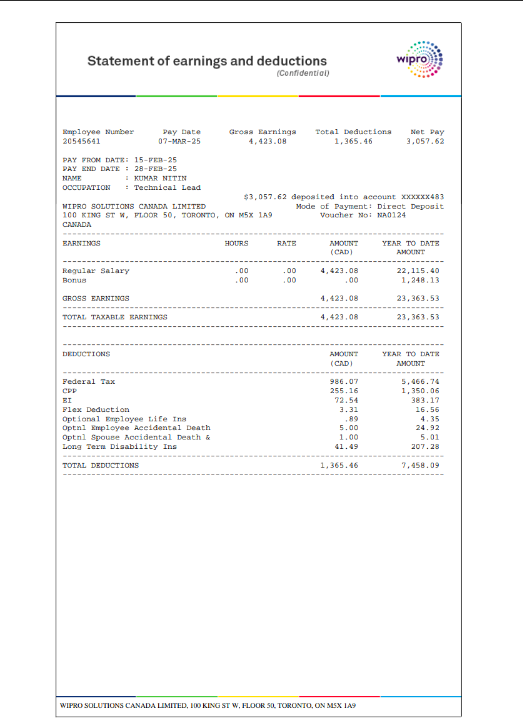 Statement of earnings and deductions
(Confidential)
wipro
Employee Number Pay Date Gross Earnings Total Deductions Net Pay
20545641 07-MAR-25 4,423.08 1,365.46 3,057.62
PAY FROM DATE: 15-FEB-25
PAY END DATE : 28-FEB-25
NAME : KUMAR NITIN
OCCUPATION : Technical Lead
$3,057.62 deposited into account XXXXXX483
WIPRO SOLUTIONS CANADA LIMITED Mode of Payment: Direct Deposit
100 KING ST W, FLOOR 50, TORONTO, ON M5X 1A9 Voucher No: NA0124
CANADA
EARNINGS HOURS RATE AMOUNT YEAR TO DATE
(CAD) AMOUNT
Regular Salary .00 .00 4,423.08 22,115.40
Bonus .00 .00 .00 1,248.13
GROSS EARNINGS 4,423.08 23,363.53
TOTAL TAXABLE EARNINGS 4,423.08 23,363.53
DEDUCTIONS AMOUNT YEAR TO DATE
(CAD) AMOUNT
Federal Tax 986.07 5,466.74
CPP 255.16 1,350.06
EI 72.54 383.17
Flex Deduction 3.31 16.56
Optional Employee Life Ins .89 4.35
Optnl Employee Accidental Death 5.00 24.92
Optnl Spouse Accidental Death & 1.00 5.01
Long Term Disability Ins 41.49 207.28
TOTAL DEDUCTIONS 1,365.46 7,458.09
WIPRO SOLUTIONS CANADA LIMITED, 100 KING ST W, FLOOR 50, TORONTO, ON M5X 1A9